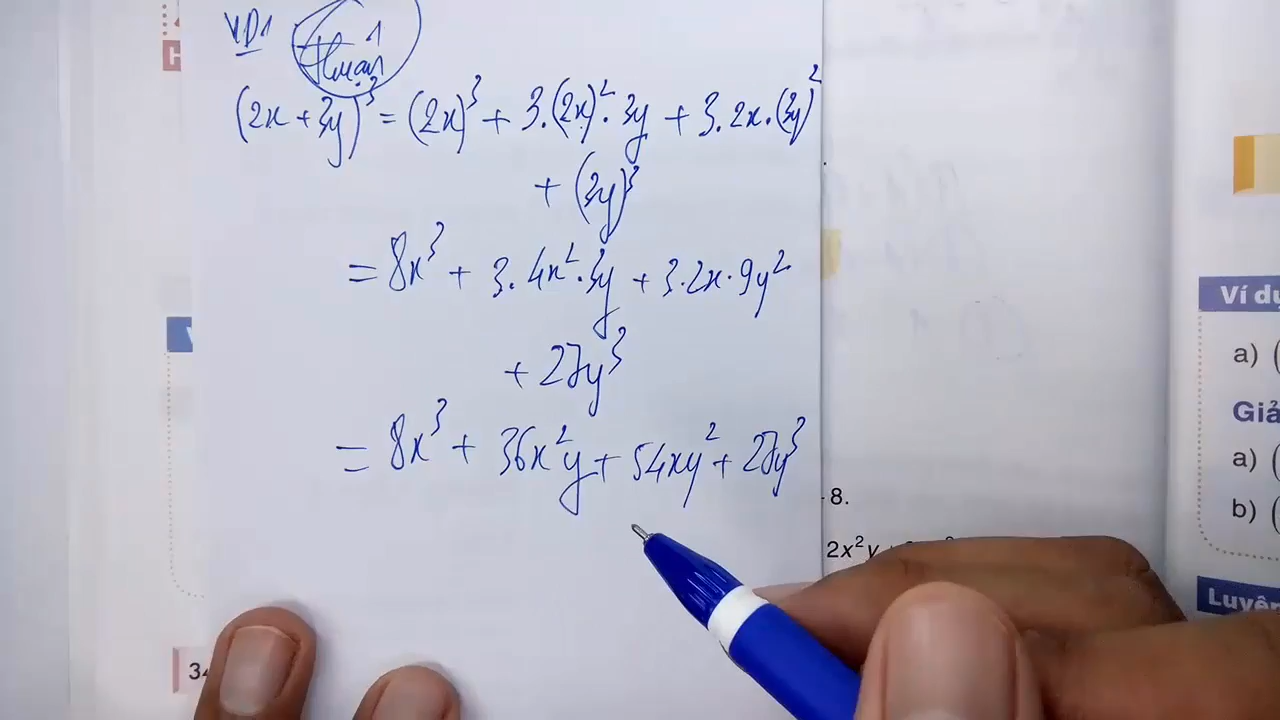 VD1 Thuận 1
(2x + 3y)³ = (2x)³ + 3.(2x)².3y + 3.2x.(3y)²
+ (3y)³
= 8x³ + 3.4x².3y + 3.2x.9y²
+ 27y³
= 8x³ + 36x²y + 54xy² + 27y³
8.
2x²y
H
34
Ví dụ
a) (
Giả
a) (
b) (
Luyện